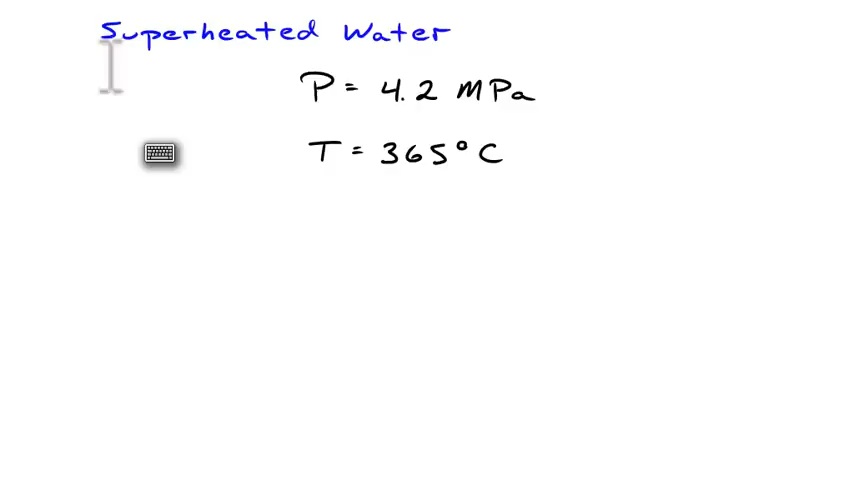 Superheated Water
P = 4.2 MPa
T = 365° C